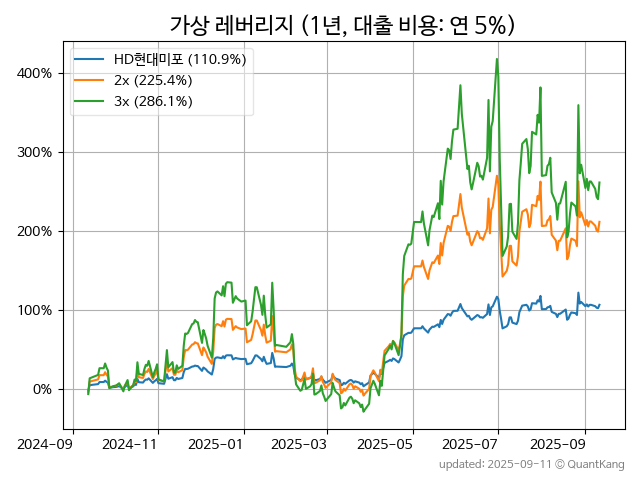 가상 레버리지 (1년, 대출 비용: 연 5%)
HD현대미포 (110.9%)
2x (225.4%)
3x (286.1%)
400%
300%
200%
100%
0%
2024-09 2024-11 2025-01 2025-03 2025-05 2025-07 2025-09
updated: 2025-09-11 © QuantKang